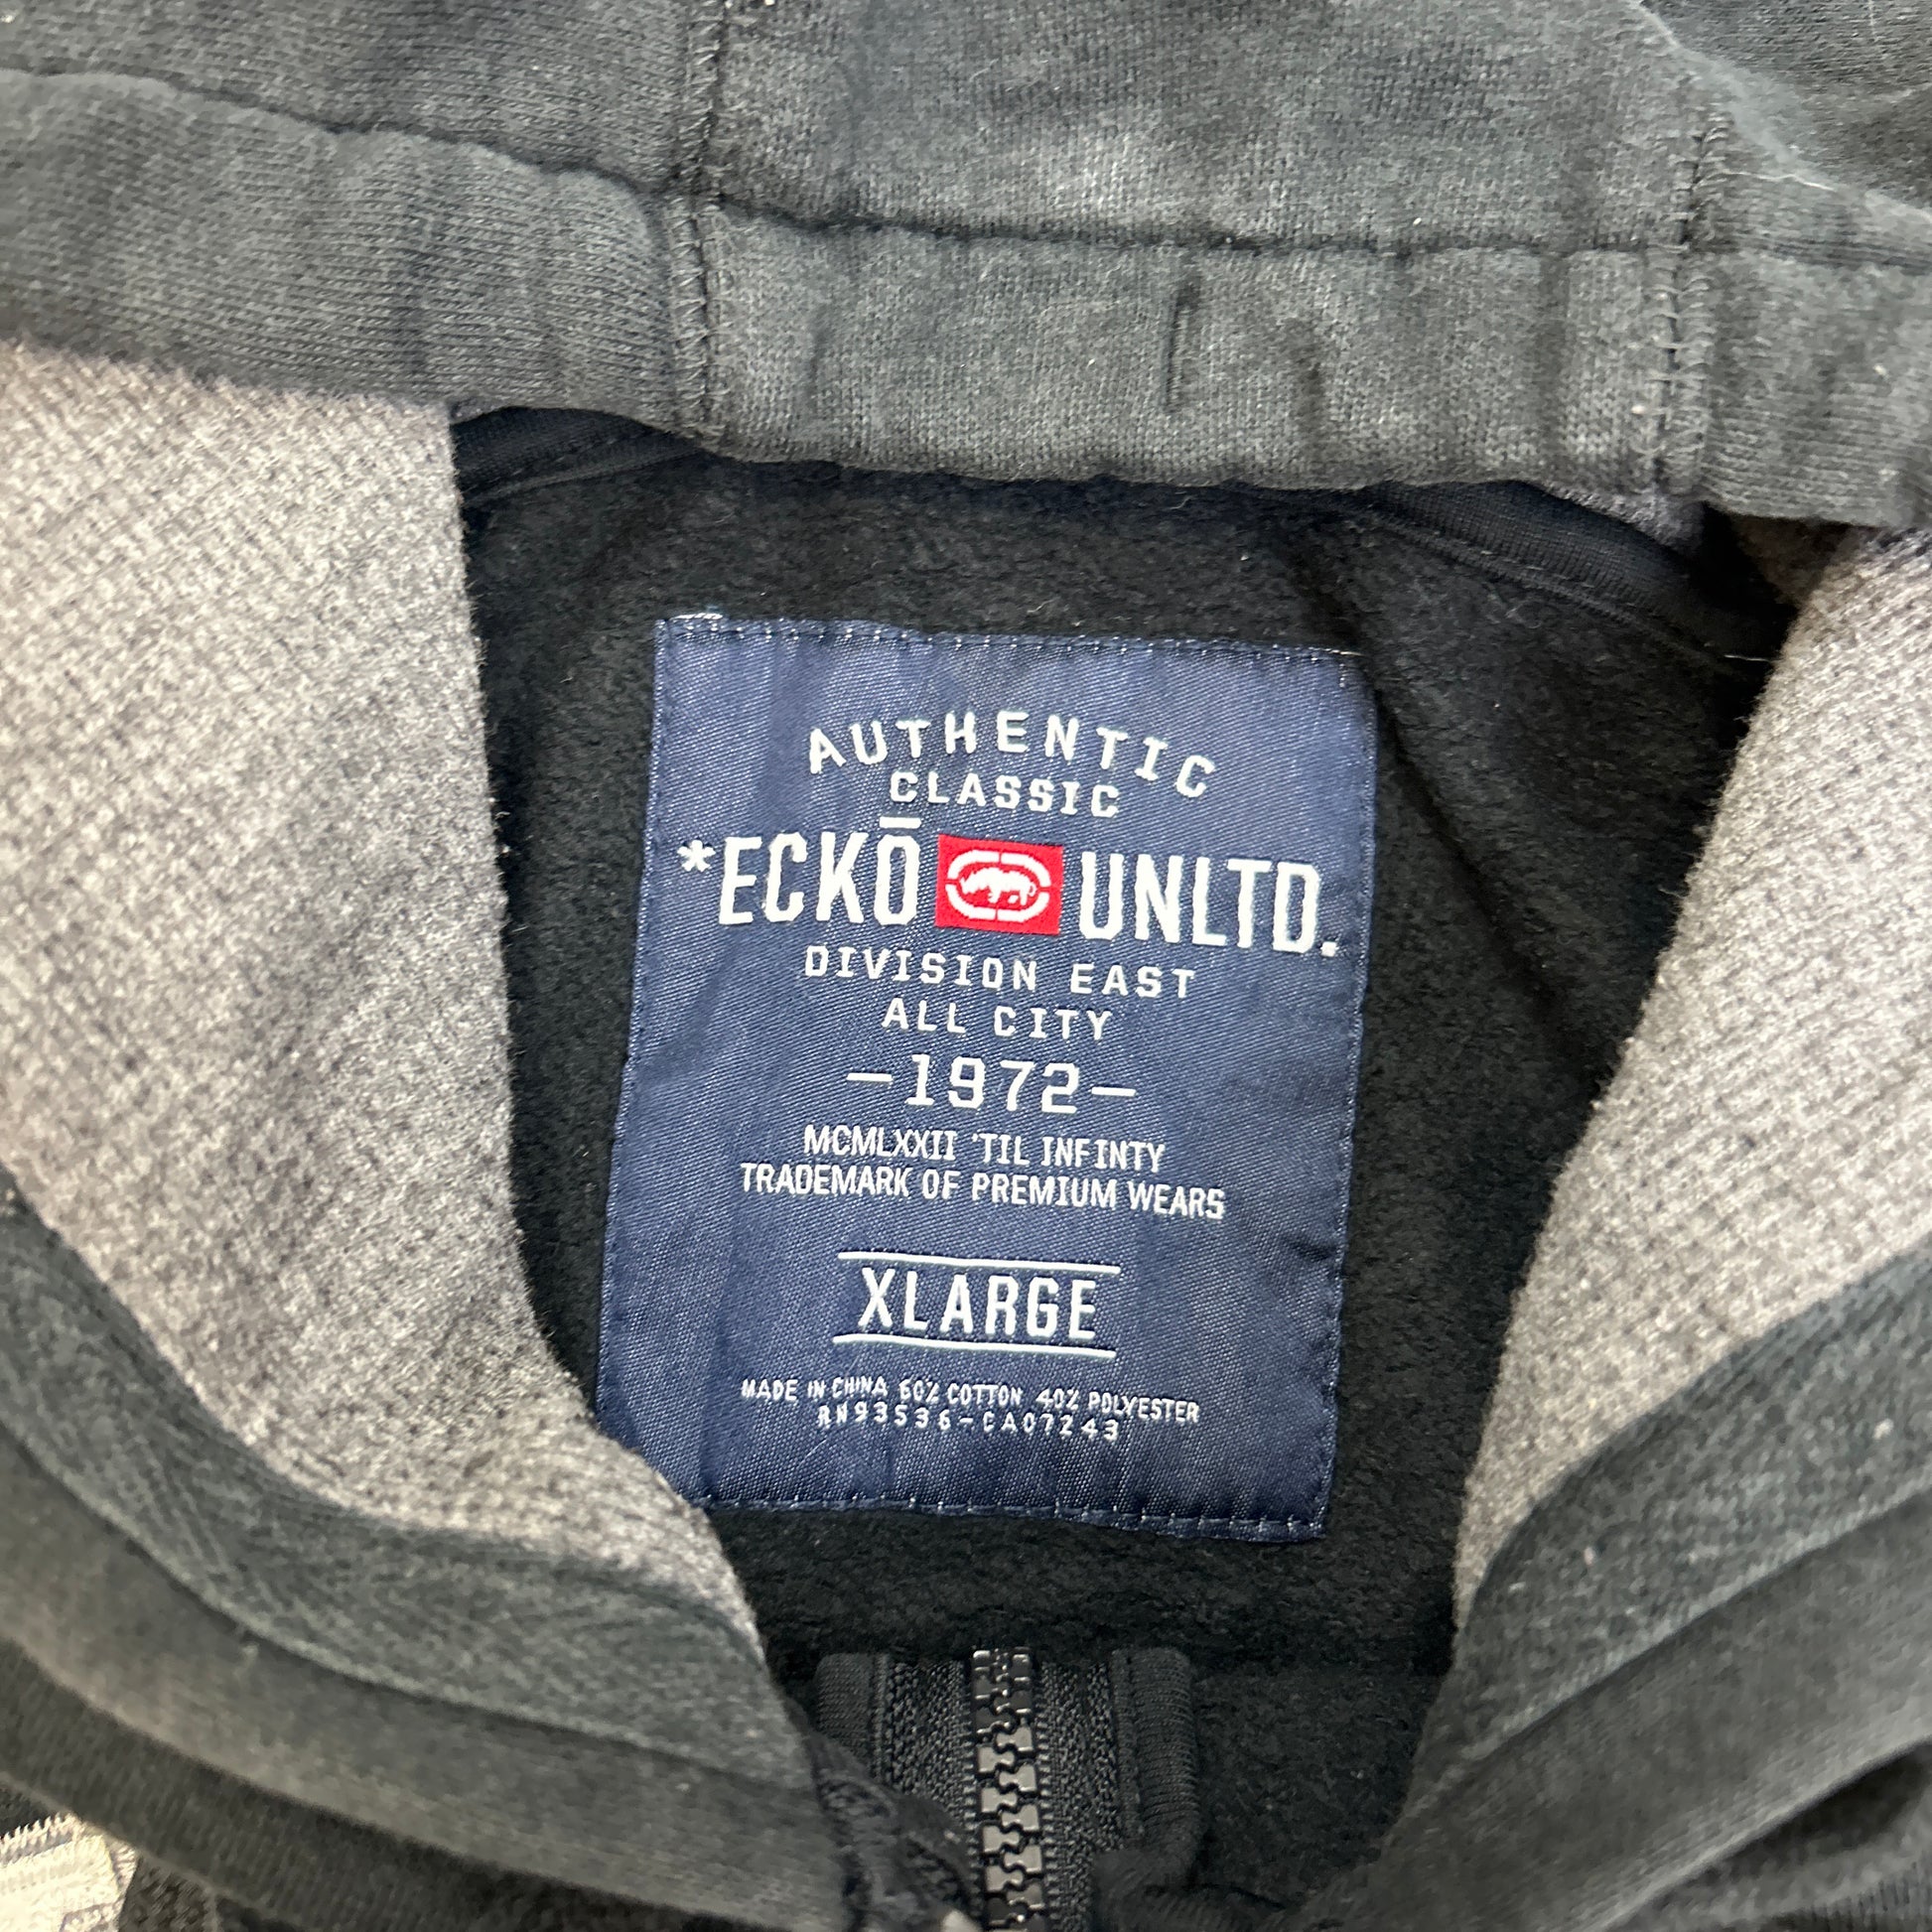 AUTHENTIC
CLASSIC
*ECKŌ UNLTD.
DIVISION EAST
ALL CITY
-1972-
MCMLXXII 'TIL INFINTY
TRADEMARK OF PREMIUM WEARS
XLARGE
MADE IN CHINA 60% COTTON 40% POLYESTER
RN93536-CA07243